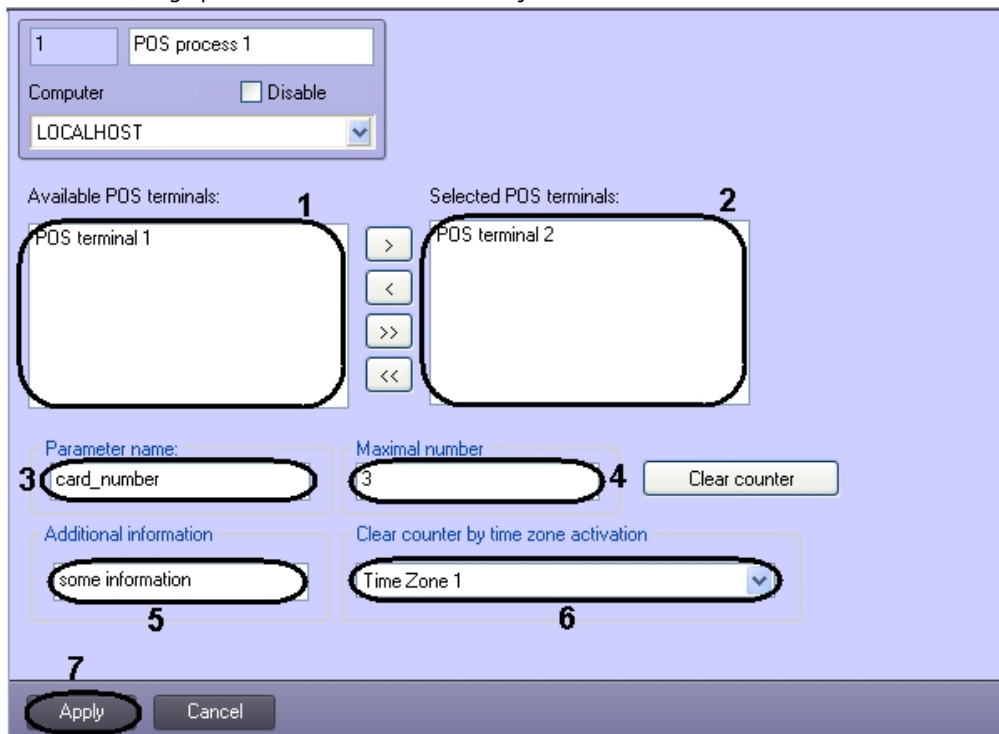 1 POS process 1
Computer Disable
LOCALHOST
Available POS terminals: 1 Selected POS terminals: 2
POS terminal 1 > POS terminal 2
<
>>
<<
Parameter name: Maximal number
3 card_number 3 4 Clear counter
Additional information Clear counter by time zone activation
some information Time Zone 1
5 6
7
Apply Cancel